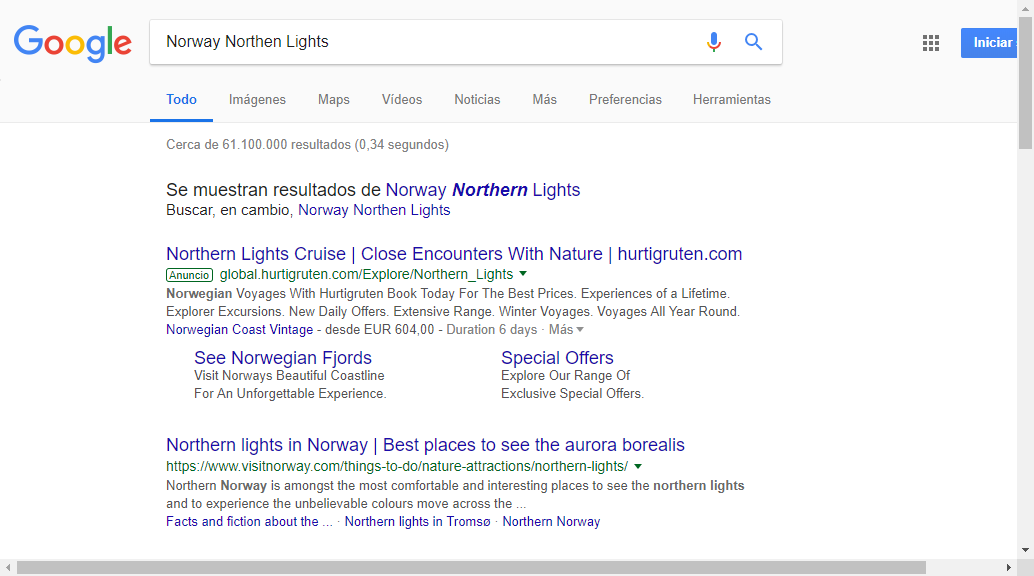 Google
Norway Northen Lights
Iniciar
Todo Imágenes Maps Vídeos Noticias Más Preferencias Herramientas
Cerca de 61.100.000 resultados (0,34 segundos)
Se muestran resultados de Norway Northern Lights
Buscar, en cambio, Norway Northen Lights
Northern Lights Cruise | Close Encounters With Nature | hurtigruten.com
Anuncio global.hurtigruten.com/Explore/Northern_Lights
Norwegian Voyages With Hurtigruten Book Today For The Best Prices. Experiences of a Lifetime.
Explorer Excursions. New Daily Offers. Extensive Range. Winter Voyages. Voyages All Year Round.
Norwegian Coast Vintage - desde EUR 604,00 - Duration 6 days · Más
See Norwegian Fjords
Visit Norways Beautiful Coastline
For An Unforgettable Experience.
Special Offers
Explore Our Range Of
Exclusive Special Offers.
Northern lights in Norway | Best places to see the aurora borealis
https://www.visitnorway.com/things-to-do/nature-attractions/northern-lights/
Northern Norway is amongst the most comfortable and interesting places to see the northern lights
and to experience the unbelievable colours move across the ...
Facts and fiction about the ... · Northern lights in Tromsø · Northern Norway